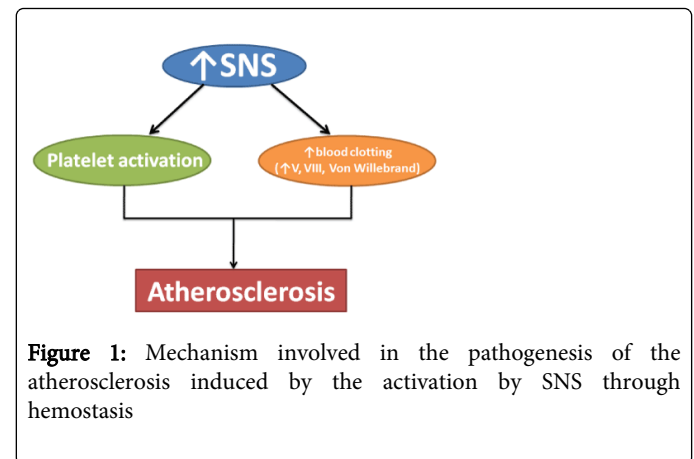 ↑SNS
Platelet activation
↑blood clotting
(↑V, VIII, Von Willebrand)
Atherosclerosis
Figure 1: Mechanism involved in the pathogenesis of the
atherosclerosis induced by the activation by SNS through
hemostasis